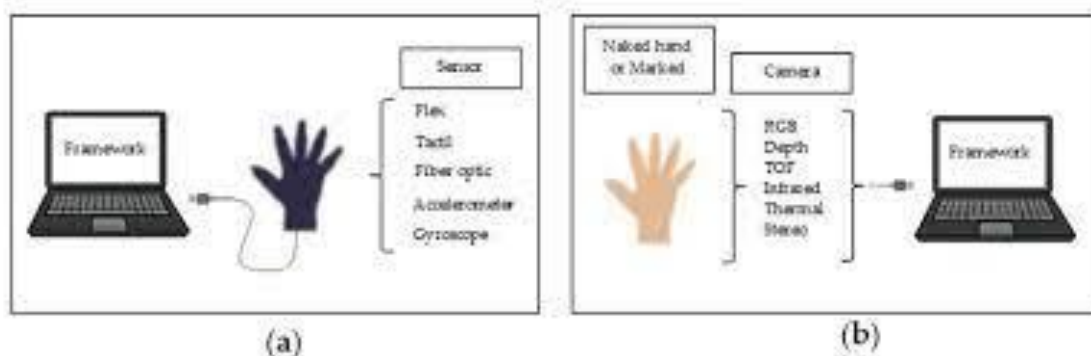 Framework
Sensor
Flex
Tactil
Fiber optic
Accelerometer
Gyroscope
(a)
Naked hand
or Marked
Camera
RGB
Depth
TOF
Infrared
Thermal
Stereo
Framework
(b)